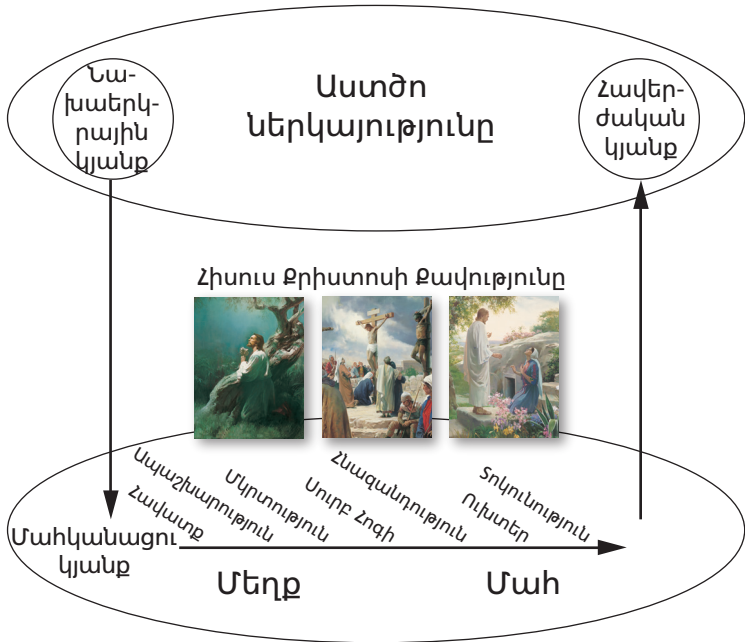 Նա-
խաերկ-
րային
կյանք
Աստծո
ներկայությունը
Հավեր-
ժական
կյանք
Հիսուս Քրիստոսի Քավությունը
Հավատք
Ապաշխարություն
Մկրտություն
Սուրբ Հոգի
Հնազանդություն
Ուխտեր
Տոկունություն
Մահկանացու
կյանք
Մեղք
Մահ